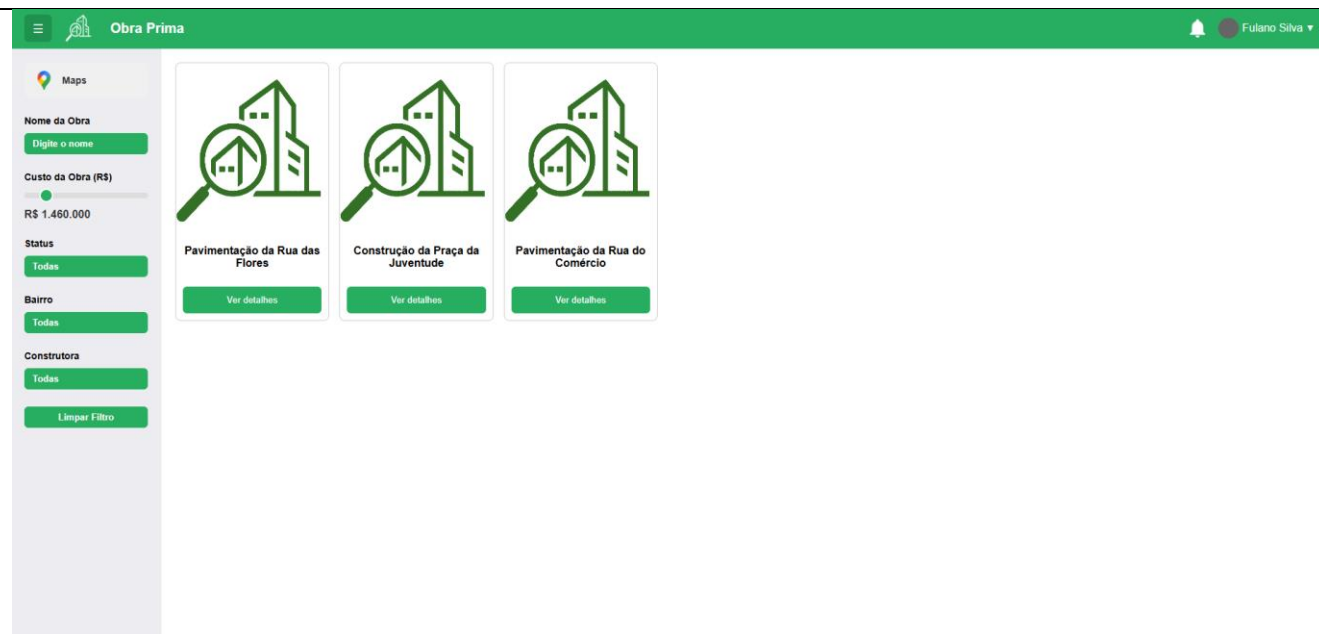 ☰ Obra Prima
Fulano Silva ▾
Maps
Nome da Obra
Digite o nome
Custo da Obra (R$)
R$ 1.460.000
Status
Todas
Bairro
Todas
Construtora
Todas
Limpar Filtro
Pavimentação da Rua das
Flores
Ver detalhes
Construção da Praça da
Juventude
Ver detalhes
Pavimentação da Rua do
Comércio
Ver detalhes